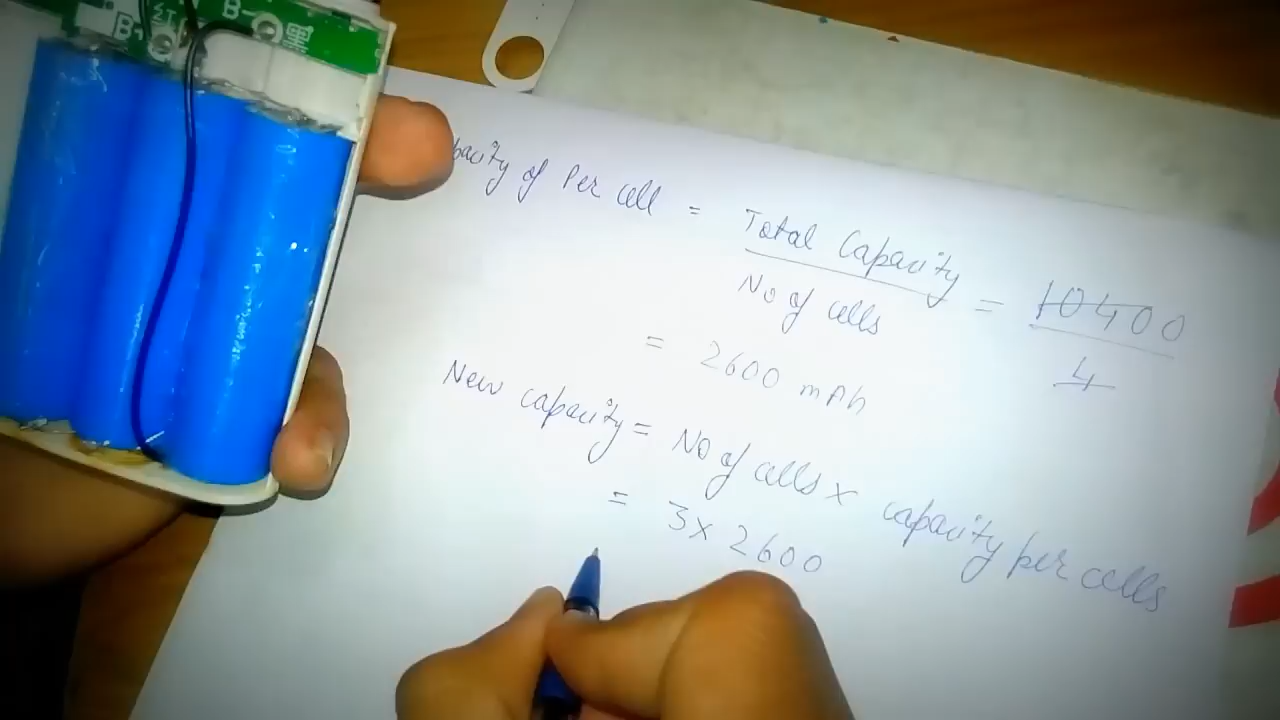 B-
B-
pacity of Per cell = Total Capacity / No of cells = 10400 / 4
= 2600 mAh
New capacity = No of cells x capacity per cells
= 3 x 2600